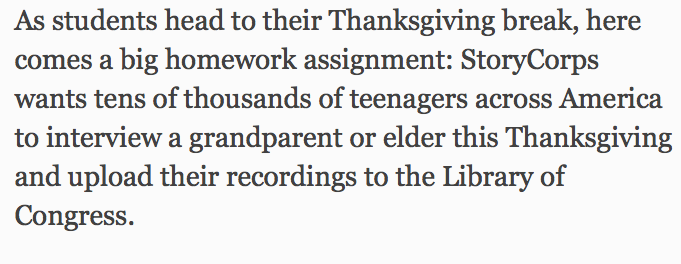 As students head to their Thanksgiving break, here
comes a big homework assignment: StoryCorps
wants tens of thousands of teenagers across America
to interview a grandparent or elder this Thanksgiving
and upload their recordings to the Library of
Congress.